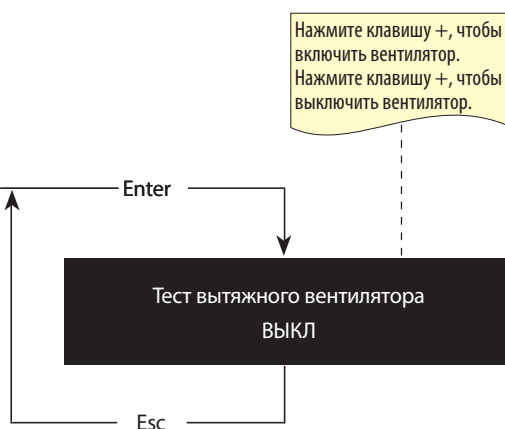 Нажмите клавишу +, чтобы
включить вентилятор.
Нажмите клавишу +, чтобы
выключить вентилятор.
Enter
Тест вытяжного вентилятора
ВЫКЛ
Esc